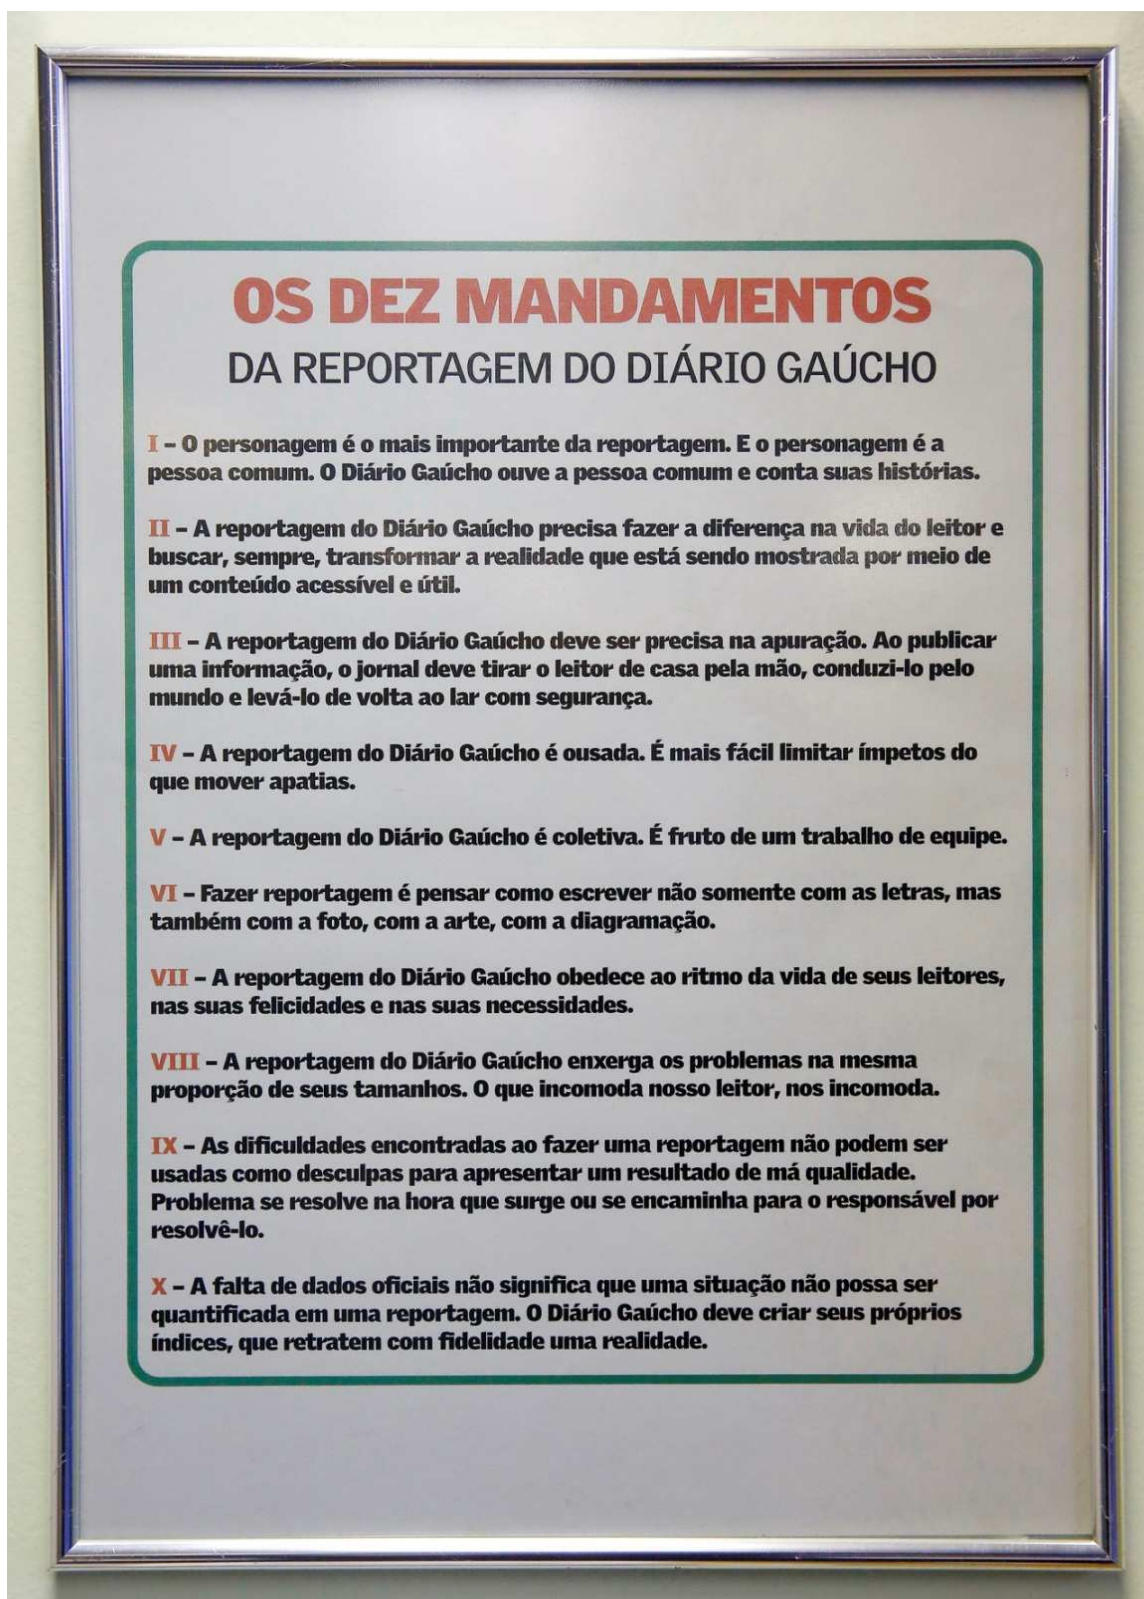 OS DEZ MANDAMENTOS
DA REPORTAGEM DO DIÁRIO GAÚCHO
I – O personagem é o mais importante da reportagem. E o personagem é a
pessoa comum. O Diário Gaúcho ouve a pessoa comum e conta suas histórias.
II – A reportagem do Diário Gaúcho precisa fazer a diferença na vida do leitor e
buscar, sempre, transformar a realidade que está sendo mostrada por meio de
um conteúdo acessível e útil.
III – A reportagem do Diário Gaúcho deve ser precisa na apuração. Ao publicar
uma informação, o jornal deve tirar o leitor de casa pela mão, conduzi-lo pelo
mundo e levá-lo de volta ao lar com segurança.
IV – A reportagem do Diário Gaúcho é ousada. É mais fácil limitar ímpetos do
que mover apatias.
V – A reportagem do Diário Gaúcho é coletiva. É fruto de um trabalho de equipe.
VI – Fazer reportagem é pensar como escrever não somente com as letras, mas
também com a foto, com a arte, com a diagramação.
VII – A reportagem do Diário Gaúcho obedece ao ritmo da vida de seus leitores,
nas suas felicidades e nas suas necessidades.
VIII – A reportagem do Diário Gaúcho enxerga os problemas na mesma
proporção de seus tamanhos. O que incomoda nosso leitor, nos incomoda.
IX – As dificuldades encontradas ao fazer uma reportagem não podem ser
usadas como desculpas para apresentar um resultado de má qualidade.
Problema se resolve na hora que surge ou se encaminha para o responsável por
resolvê-lo.
X – A falta de dados oficiais não significa que uma situação não possa ser
quantificada em uma reportagem. O Diário Gaúcho deve criar seus próprios
índices, que retratem com fidelidade uma realidade.